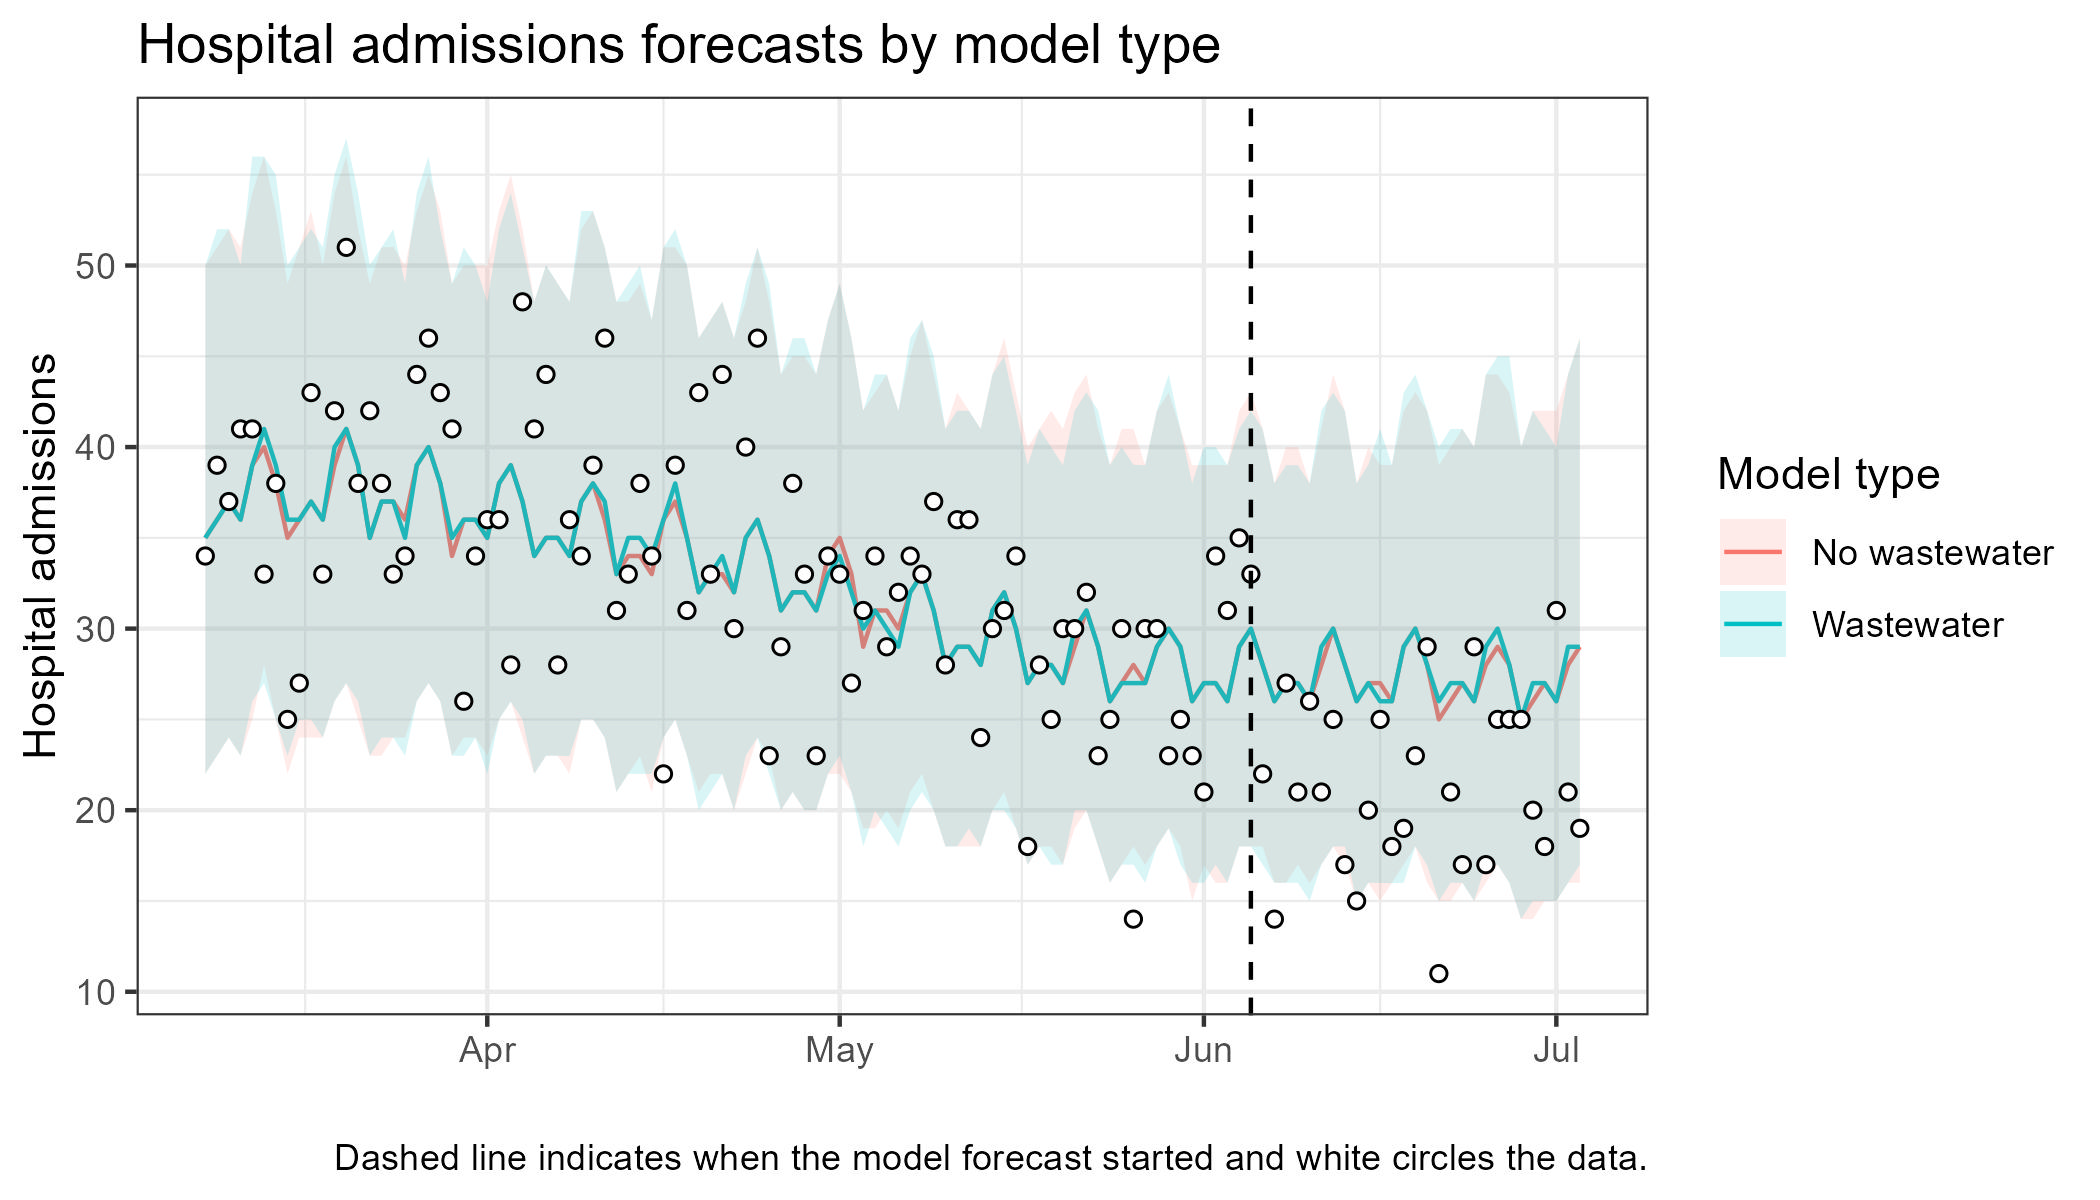 Hospital admissions forecasts by model type
Hospital admissions
50
40
30
20
10
Apr
May
Jun
Jul
Model type
No wastewater
Wastewater
Dashed line indicates when the model forecast started and white circles the data.